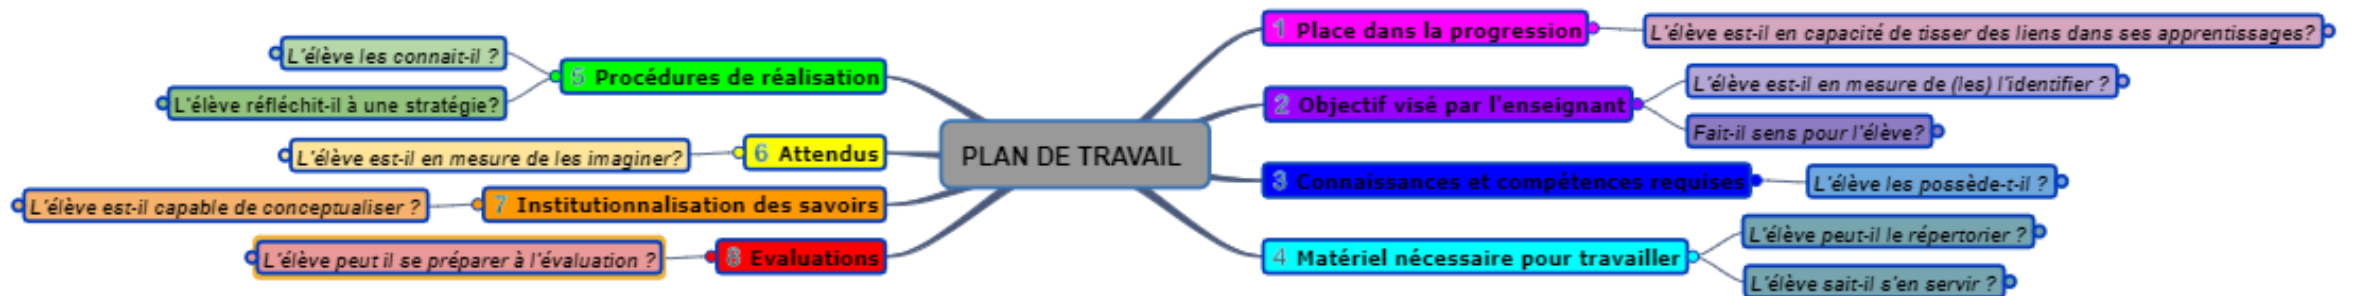 PLAN DE TRAVAIL
1 Place dans la progression
L'élève est-il en capacité de tisser des liens dans ses apprentissages?
2 Objectif visé par l'enseignant
L'élève est-il en mesure de (les) l'identifier ?
Fait-il sens pour l'élève?
3 Connaissances et compétences requises
L'élève les possède-t-il ?
4 Matériel nécessaire pour travailler
L'élève peut-il le répertorier ?
L'élève sait-il s'en servir ?
5 Procédures de réalisation
L'élève les connait-il ?
L'élève réfléchit-il à une stratégie?
6 Attendus
L'élève est-il en mesure de les imaginer?
7 Institutionnalisation des savoirs
L'élève est-il capable de conceptualiser ?
8 Evaluations
L'élève peut il se préparer à l'évaluation ?